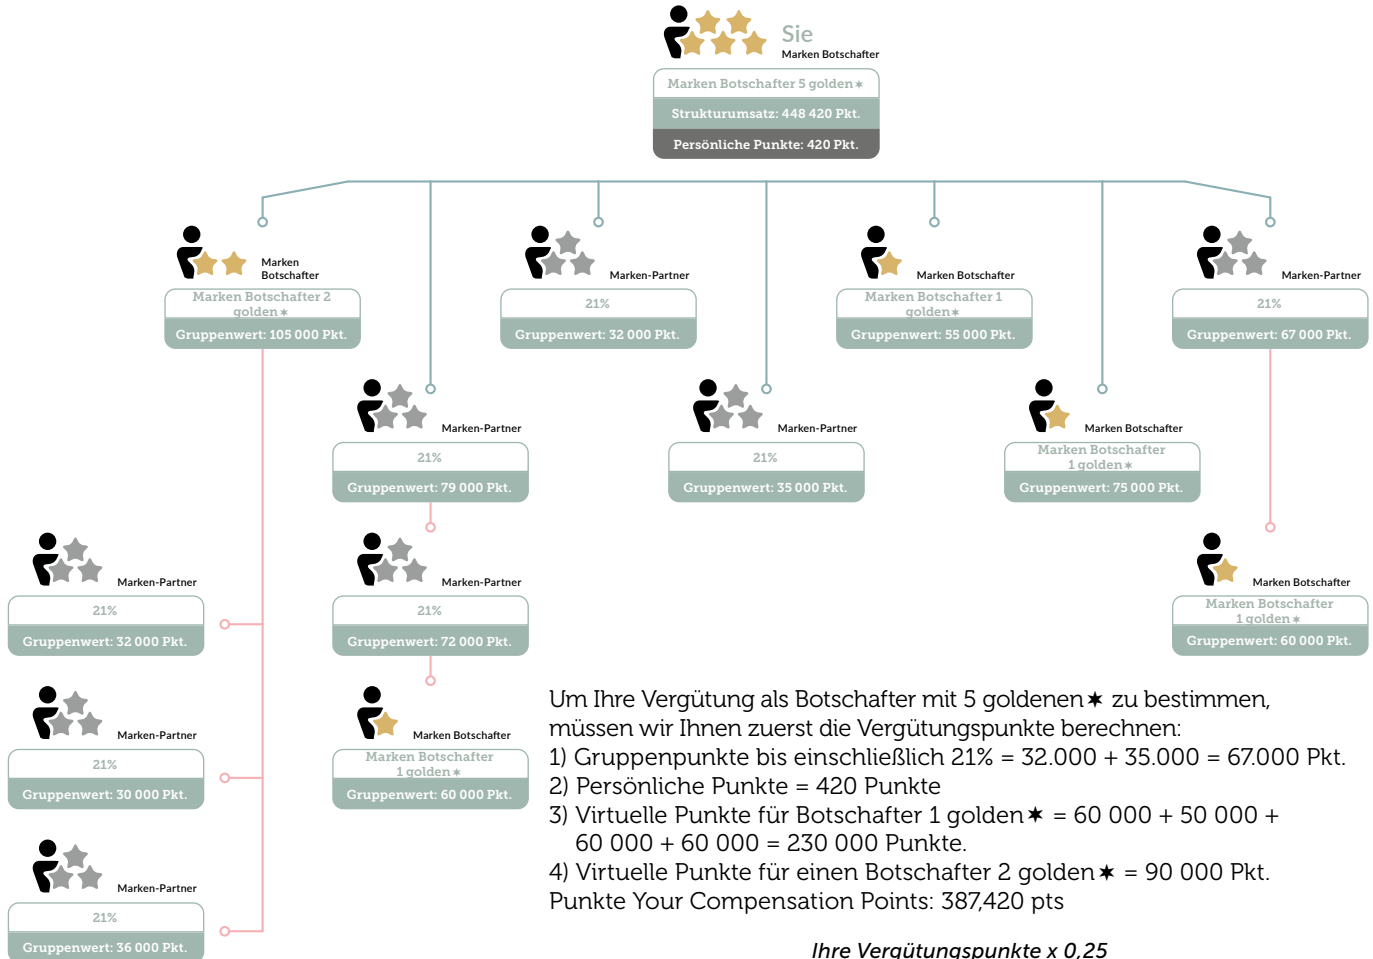 Sie
Marken Botschafter
Marken Botschafter 5 golden★
Strukturumsatz: 448 420 Pkt.
Persönliche Punkte: 420 Pkt.
Marken
Botschafter
Marken Botschafter 2
golden★
Gruppenwert: 105 000 Pkt.
Marken-Partner
21%
Gruppenwert: 32 000 Pkt.
Marken Botschafter
Marken Botschafter 1
golden★
Gruppenwert: 55 000 Pkt.
Marken-Partner
21%
Gruppenwert: 67 000 Pkt.
Marken-Partner
21%
Gruppenwert: 79 000 Pkt.
Marken-Partner
21%
Gruppenwert: 35 000 Pkt.
Marken Botschafter
Marken Botschafter
1 golden★
Gruppenwert: 75 000 Pkt.
Marken-Partner
21%
Gruppenwert: 32 000 Pkt.
Marken-Partner
21%
Gruppenwert: 72 000 Pkt.
Marken Botschafter
Marken Botschafter
1 golden★
Gruppenwert: 60 000 Pkt.
Marken-Partner
21%
Gruppenwert: 30 000 Pkt.
Marken Botschafter
Marken Botschafter
1 golden★
Gruppenwert: 60 000 Pkt.
Marken-Partner
21%
Gruppenwert: 36 000 Pkt.
Um Ihre Vergütung als Botschafter mit 5 goldenen★ zu bestimmen,
müssen wir Ihnen zuerst die Vergütungspunkte berechnen:
1) Gruppenpunkte bis einschließlich 21% = 32.000 + 35.000 = 67.000 Pkt.
2) Persönliche Punkte = 420 Punkte
3) Virtuelle Punkte für Botschafter 1 golden★ = 60 000 + 50 000 +
60 000 + 60 000 = 230 000 Punkte.
4) Virtuelle Punkte für einen Botschafter 2 golden★ = 90 000 Pkt.
Punkte Your Compensation Points: 387,420 pts
Ihre Vergütungspunkte x 0,25